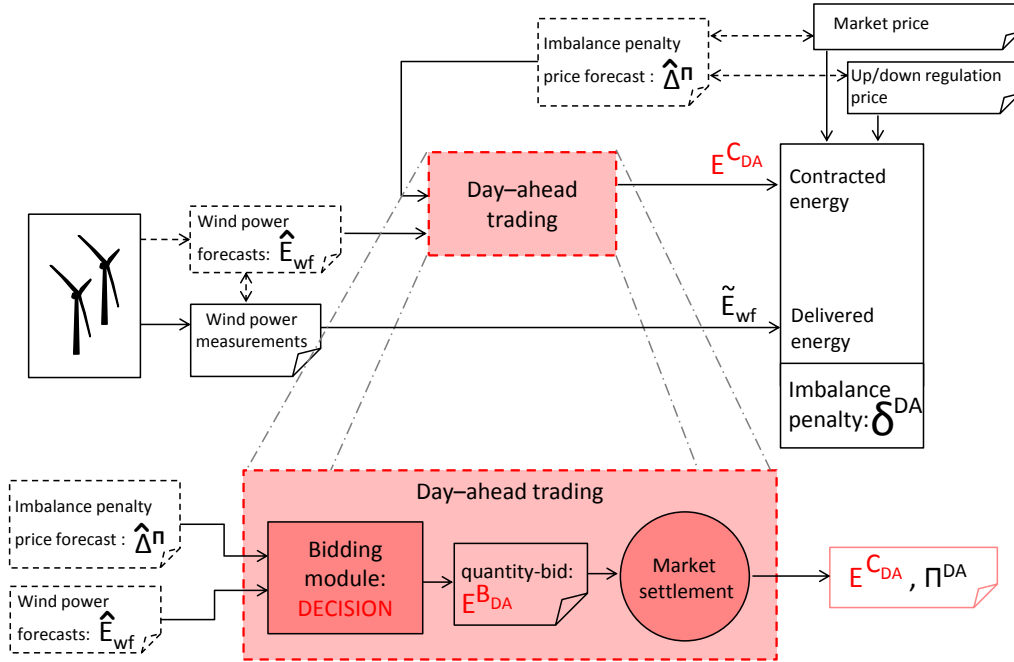 Market price
Imbalance penalty
price forecast : Δ̂ᴨ
Up/down regulation
price
E^C_DA
Day–ahead
trading
Contracted
energy
Wind power
forecasts: Ê_wf
Ẽ_wf
Wind power
measurements
Delivered
energy
Imbalance
penalty: δ^DA
Day–ahead trading
Imbalance penalty
price forecast : Δ̂ᴨ
Bidding
module:
DECISION
quantity-bid:
E^B_DA
Market
settlement
E^C_DA , Π^DA
Wind power
forecasts: Ê_wf